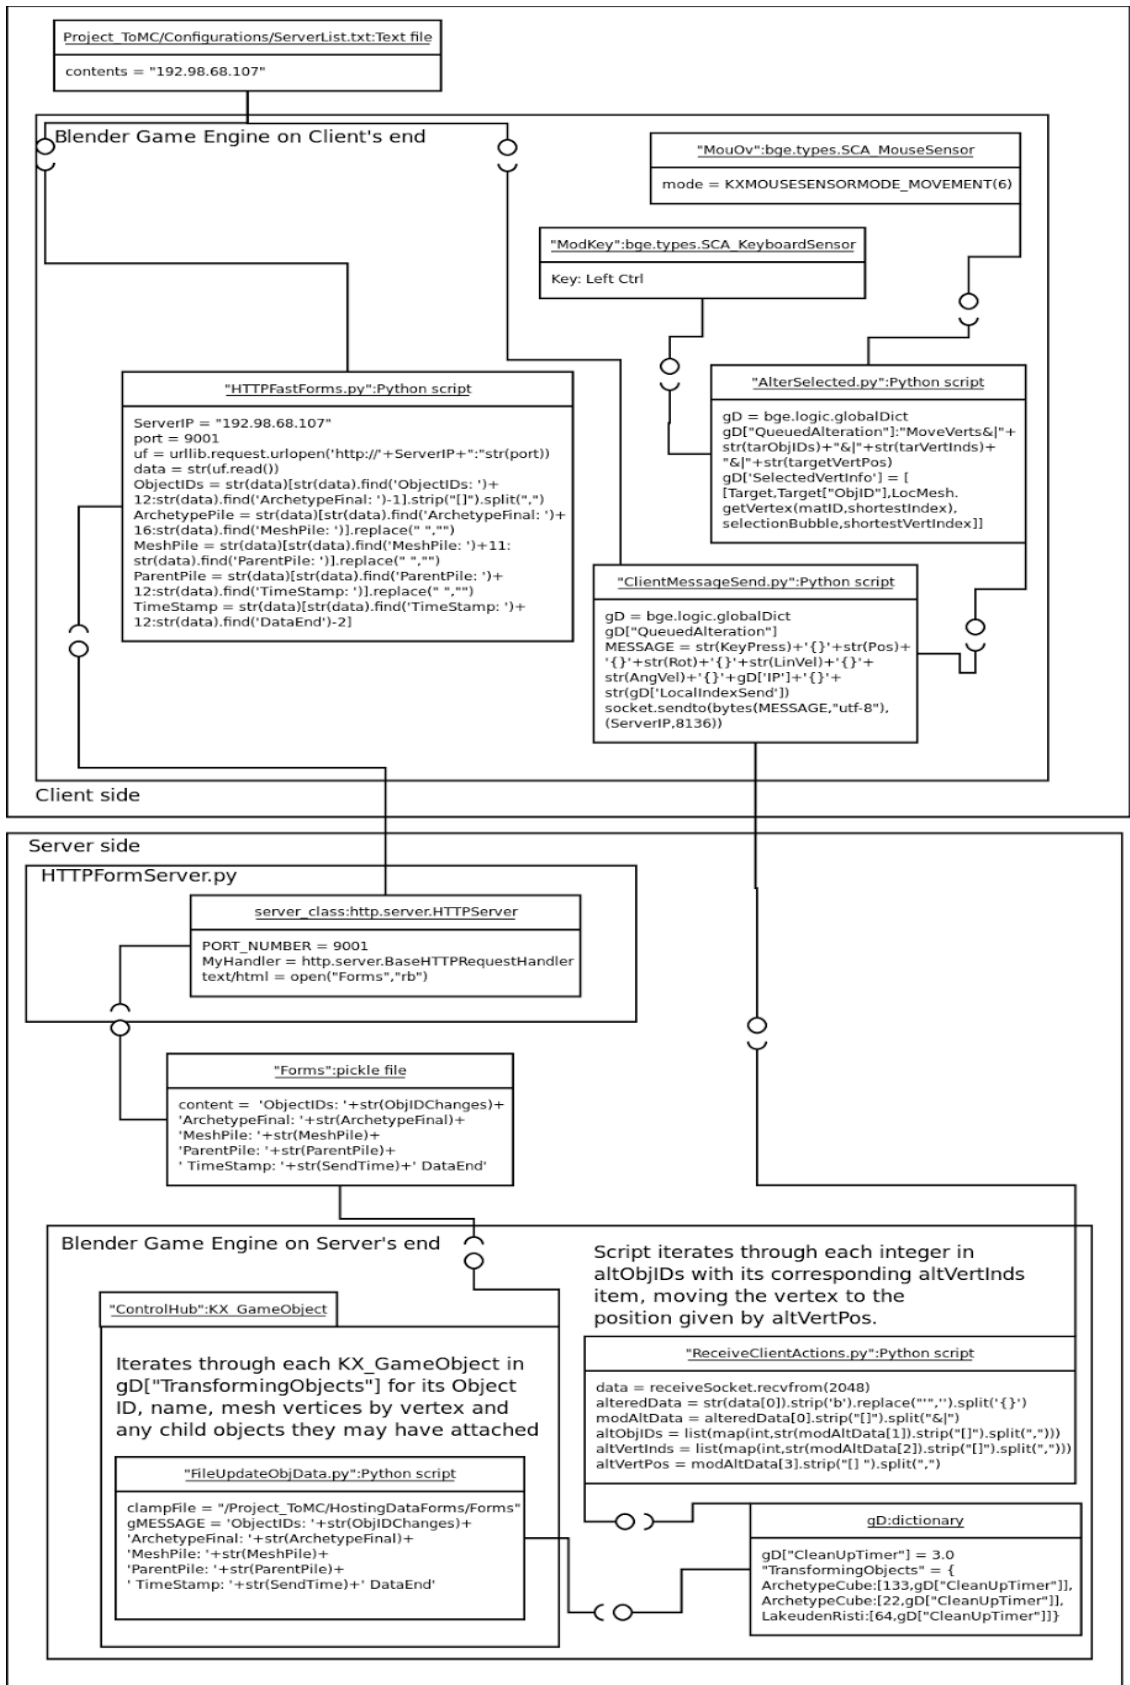 Project_ToMC/Configurations/ServerList.txt:Text file
contents = "192.98.68.107"
Blender Game Engine on Client's end
"MouOv":bge.types.SCA_MouseSensor
mode = KXMOUSESENSORMODE_MOVEMENT(6)
"ModKey":bge.types.SCA_KeyboardSensor
Key: Left Ctrl
"HTTPFastForms.py":Python script
ServerIP = "192.98.68.107"
port = 9001
uf = urllib.request.urlopen('http://'+ServerIP+":"str(port))
data = str(uf.read())
ObjectIDs = str(data)[str(data).find('ObjectIDs: ')+
12:str(data).find('ArchetypeFinal: ')-1].strip("[]").split(",")
ArchetypePile = str(data)[str(data).find('ArchetypeFinal: ')+
16:str(data).find('MeshPile: ')].replace(" ","")
MeshPile = str(data)[str(data).find('MeshPile: ')+11:
str(data).find('ParentPile: ')].replace(" ","")
ParentPile = str(data)[str(data).find('ParentPile: ')+
12:str(data).find('TimeStamp: ')].replace(" ","")
TimeStamp = str(data)[str(data).find('TimeStamp: ')+
12:str(data).find('DataEnd')-2]
"AlterSelected.py":Python script
gD = bge.logic.globalDict
gD["QueuedAlteration"]:"MoveVerts&|"+
str(tarObjIDs)+"&|"+str(tarVertInds)+
"&|"+str(targetVertPos)
gD['SelectedVertInfo'] = [
[Target,Target["ObjID"],LocMesh.
getVertex(matID,shortestIndex),
selectionBubble,shortestVertIndex]]
"ClientMessageSend.py":Python script
gD = bge.logic.globalDict
gD["QueuedAlteration"]
MESSAGE = str(KeyPress)+'{}'+str(Pos)+
'{}'+str(Rot)+'{}'+str(LinVel)+'{}'+
str(AngVel)+'{}'+gD['IP']+'{}'+
str(gD['LocalIndexSend'])
socket.sendto(bytes(MESSAGE,"utf-8"),
(ServerIP,8136))
Client side
Server side
HTTPFormServer.py
server_class:http.server.HTTPServer
PORT_NUMBER = 9001
MyHandler = http.server.BaseHTTPRequestHandler
text/html = open("Forms","rb")
"Forms":pickle file
content =  'ObjectIDs: '+str(ObjIDChanges)+
'ArchetypeFinal: '+str(ArchetypeFinal)+
'MeshPile: '+str(MeshPile)+
'ParentPile: '+str(ParentPile)+
' TimeStamp: '+str(SendTime)+' DataEnd'
Blender Game Engine on Server's end
"ControlHub":KX_GameObject
Iterates through each KX_GameObject in
gD["TransformingObjects"] for its Object
ID, name, mesh vertices by vertex and
any child objects they may have attached
"FileUpdateObjData.py":Python script
clampFile = "/Project_ToMC/HostingDataForms/Forms"
gMESSAGE = 'ObjectIDs: '+str(ObjIDChanges)+
'ArchetypeFinal: '+str(ArchetypeFinal)+
'MeshPile: '+str(MeshPile)+
'ParentPile: '+str(ParentPile)+
' TimeStamp: '+str(SendTime)+' DataEnd'
Script iterates through each integer in
altObjIDs with its corresponding altVertInds
item, moving the vertex to the
position given by altVertPos.
"ReceiveClientActions.py":Python script
data = receiveSocket.recvfrom(2048)
alteredData = str(data[0]).strip('b').replace("'",'').split('{}')
modAltData = alteredData[0].strip("[]").split("&|")
altObjIDs = list(map(int,str(modAltData[1]).strip("[]").split(",")))
altVertInds = list(map(int,str(modAltData[2]).strip("[]").split(",")))
altVertPos = modAltData[3].strip("[] ").split(",")
gD:dictionary
gD["CleanUpTimer"] = 3.0
"TransformingObjects" = {
ArchetypeCube:[133,gD["CleanUpTimer"]],
ArchetypeCube:[22,gD["CleanUpTimer"]],
LakeudenRisti:[64,gD["CleanUpTimer"]]}